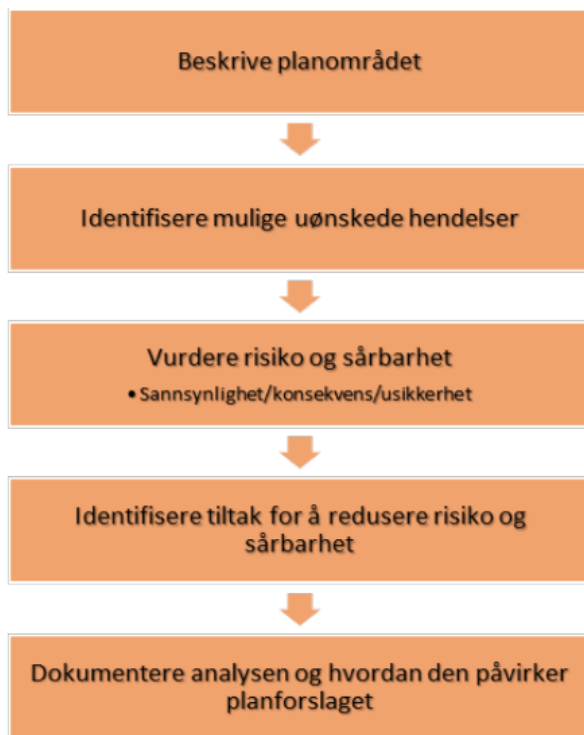 Beskrive planområdet
Identifisere mulige uønskede hendelser
Vurdere risiko og sårbarhet
• Sannsynlighet/konsekvens/usikkerhet
Identifisere tiltak for å redusere risiko og
sårbarhet
Dokumentere analysen og hvordan den påvirker
planforslaget